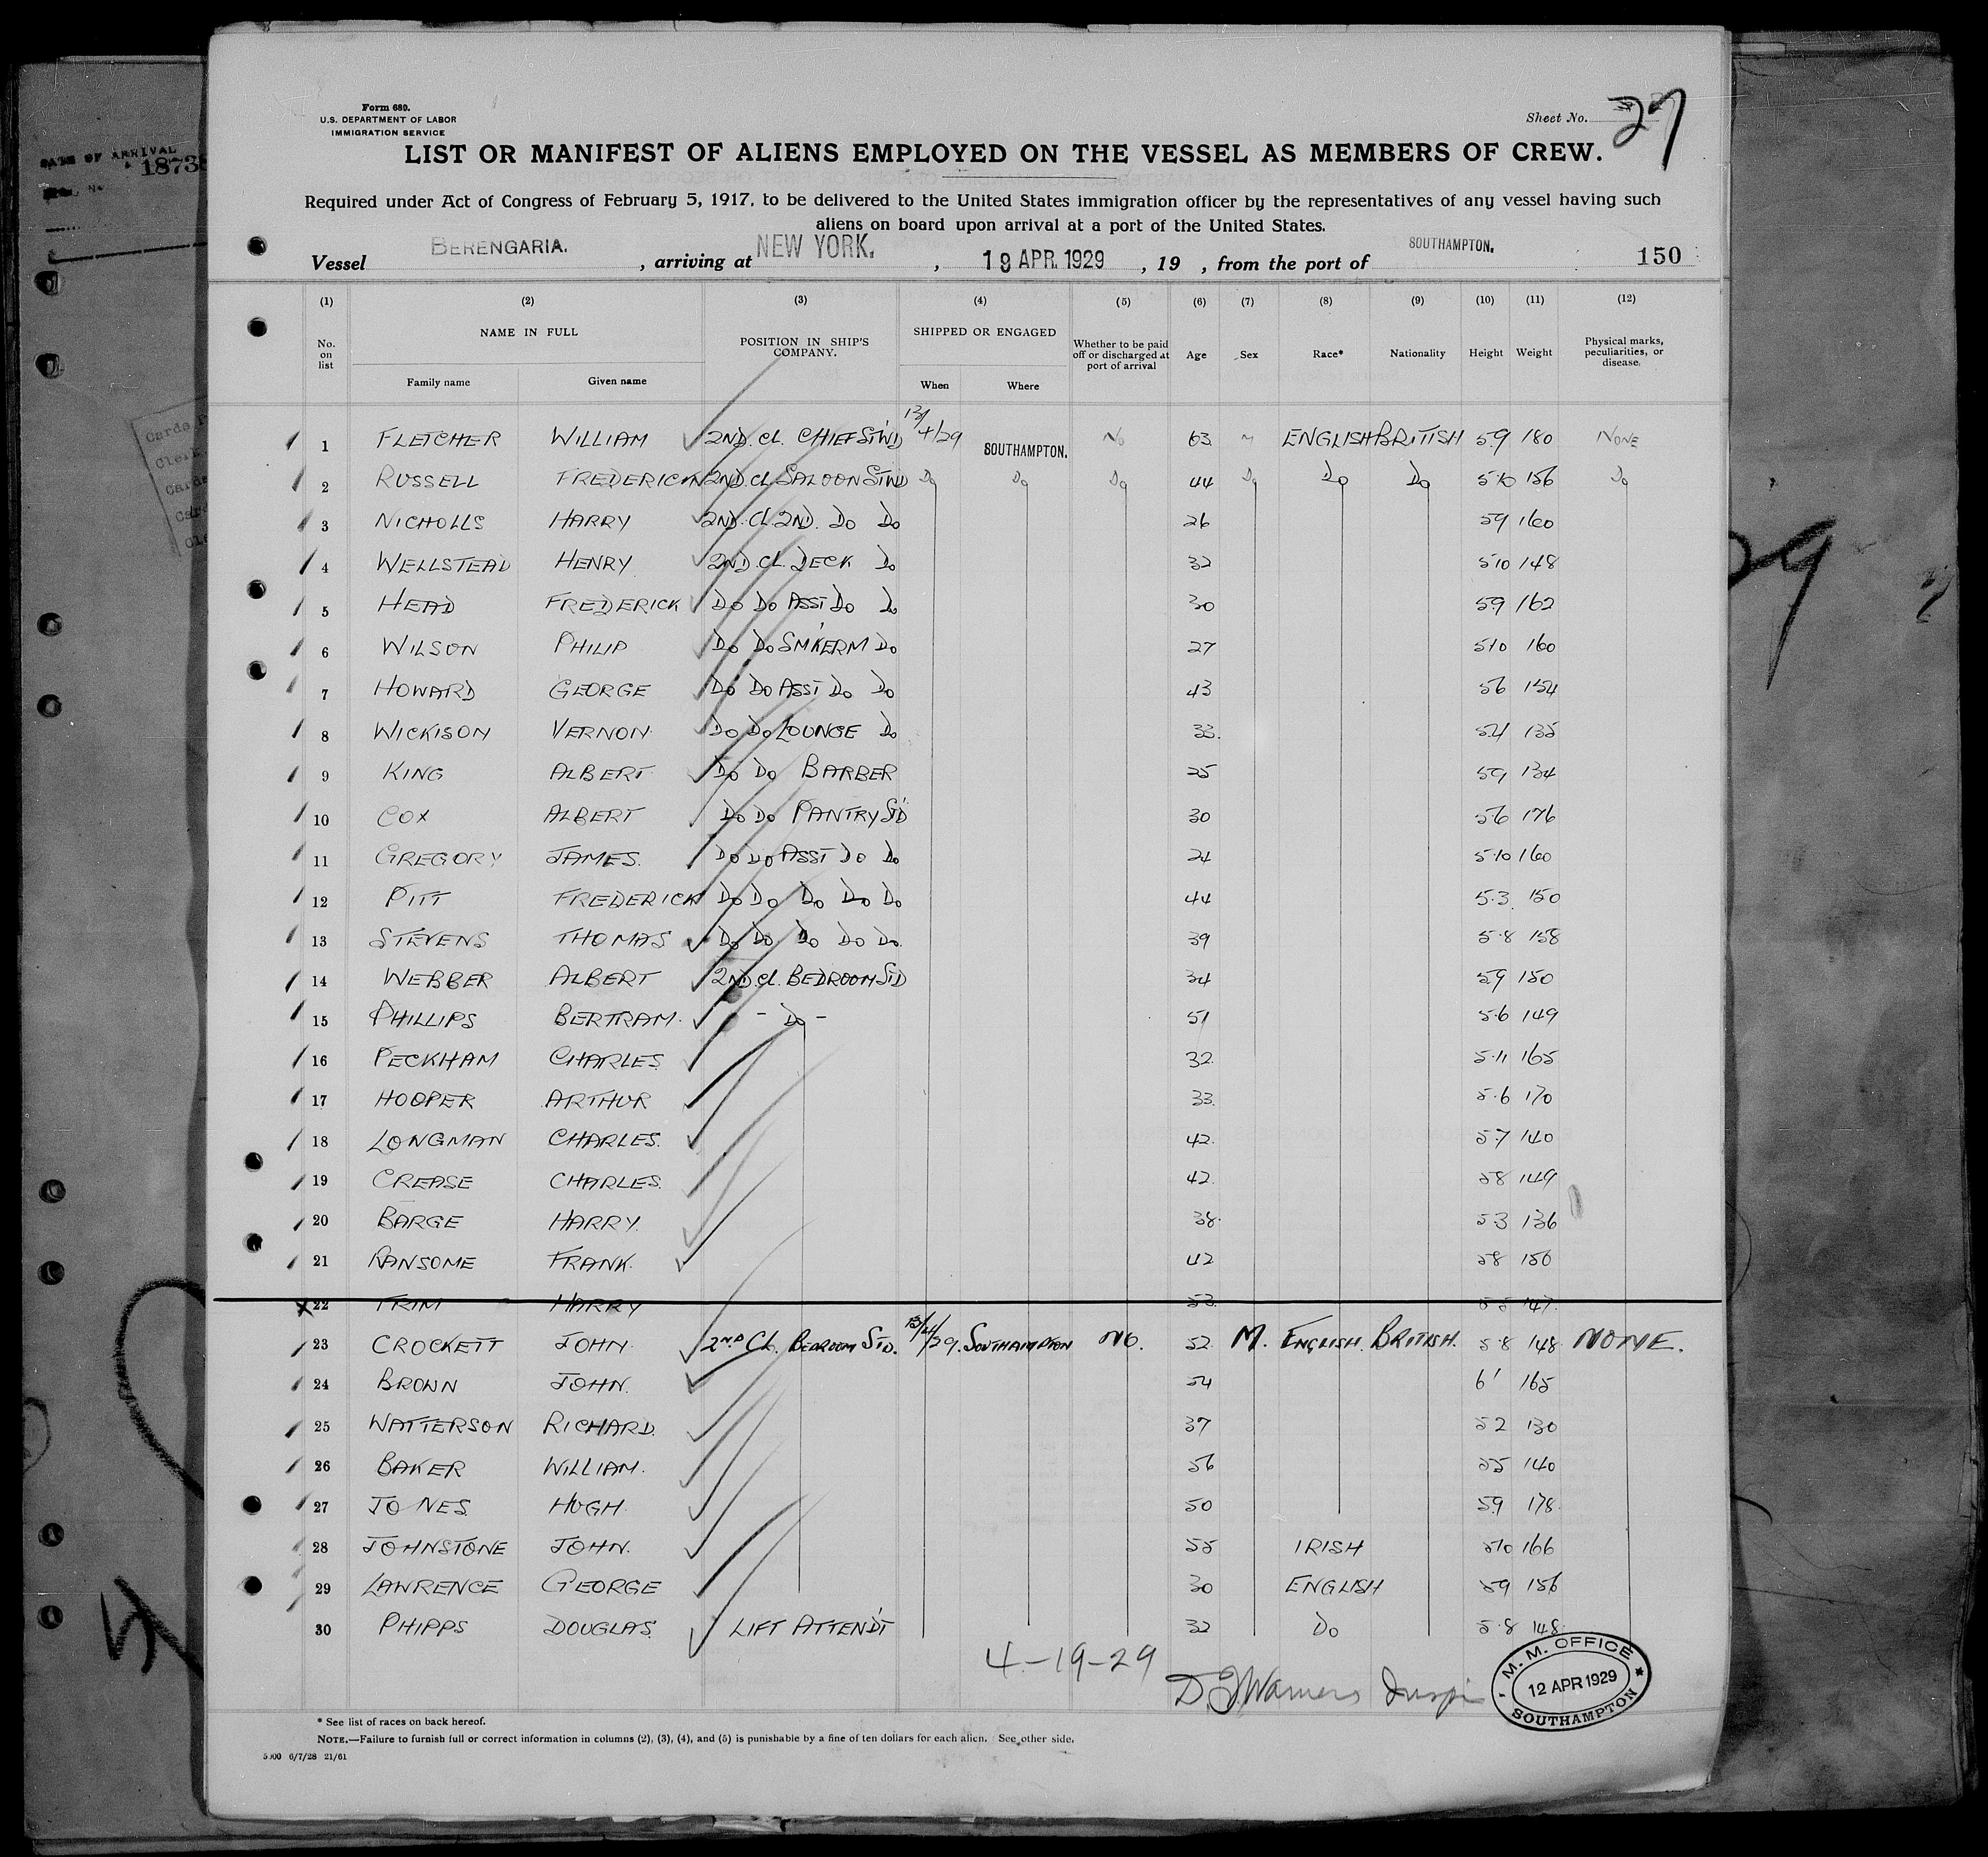 Form 680.
U.S. DEPARTMENT OF LABOR
IMMIGRATION SERVICE
Sheet No. 27
LIST OR MANIFEST OF ALIENS EMPLOYED ON THE VESSEL AS MEMBERS OF CREW.
Required under Act of Congress of February 5, 1917, to be delivered to the United States immigration officer by the representatives of any vessel having such
aliens on board upon arrival at a port of the United States.
Vessel BERENGARIA. , arriving at NEW YORK. , 19 APR. 1929 , 19 , from the port of SOUTHAMPTON. 150
(1) (2) (3) (4) (5) (6) (7) (8) (9) (10) (11) (12)
No. on list NAME IN FULL Family name Given name POSITION IN SHIP'S COMPANY. SHIPPED OR ENGAGED When Where Whether to be paid off or discharged at port of arrival Age Sex Race* Nationality Height Weight Physical marks, peculiarities, or disease.
1 FLETCHER WILLIAM 2ND. CL. CHIEF ST'WD 13/4/29 SOUTHAMPTON. No 63 M ENGLISH BRITISH 5.9 180 NONE
2 RUSSELL FREDERICK 2ND. CL SALOON STWD Do Do Do 44 Do Do Do 5.10 156 Do
3 NICHOLLS HARRY 2ND. CL 2ND. Do Do 26 5.9 160
4 WELLSTEAD HENRY 2ND. CL. DECK Do 32 5.10 148
5 HEAD FREDERICK Do Do ASST Do Do 30 5.9 162
6 WILSON PHILIP Do Do SM'KERM Do 27 5.10 160
7 HOWARD GEORGE Do Do ASST Do Do 43 5.6 154
8 WICKISON VERNON Do Do LOUNGE Do 33. 5.4 135
9 KING ALBERT Do Do BARBER 25 5.9 134
10 COX ALBERT Do Do PANTRY ST'D 30 5.6 176
11 GREGORY JAMES. Do Do ASST Do Do 24 5.10 160
12 PITT FREDERICK Do Do Do Do Do 44 5.3. 150
13 STEVENS THOMAS Do Do Do Do Do. 39 5.8 158
14 WEBBER ALBERT 2ND. CL. BEDROOM STD 34 5.9 150
15 PHILLIPS BERTRAM. - Do - 51 5.6 149
16 PECKHAM CHARLES 32. 5.11 165
17 HOOPER ARTHUR 33. 5.6 170
18 LONGMAN CHARLES. 42. 5.7 140
19 CREASE CHARLES. 42. 5.8 149
20 BARGE HARRY. 38. 5.3 136
21 RANSOME FRANK. 42 5.8 150
22 TRIM HARRY 53. 5.5 147.
23 CROCKETT JOHN. 2ND CL. BEDROOM STD. 13/4/29. SOUTHAMPTON NO. 52. M. ENGLISH. BRITISH. 5.8 148 NONE.
24 BROWN JOHN. 54 6' 165
25 WATTERSON RICHARD. 37 5.2 130
26 BAKER WILLIAM. 56 5.5 140
27 JONES HUGH. 50 5.9 178.
28 JOHNSTONE JOHN. 55 IRISH 5.10 166
29 LAWRENCE GEORGE 30 ENGLISH 5.9 156
30 PHIPPS DOUGLAS. LIFT ATTEND'T 32 Do 5.8 148.
4-19-29
M. M. OFFICE
12 APR 1929
SOUTHAMPTON
* See list of races on back hereof.
NOTE.—Failure to furnish full or correct information in columns (2), (3), (4), and (5) is punishable by a fine of ten dollars for each alien. See other side.
6/7/28 21/61
DATE OF ARRIVAL